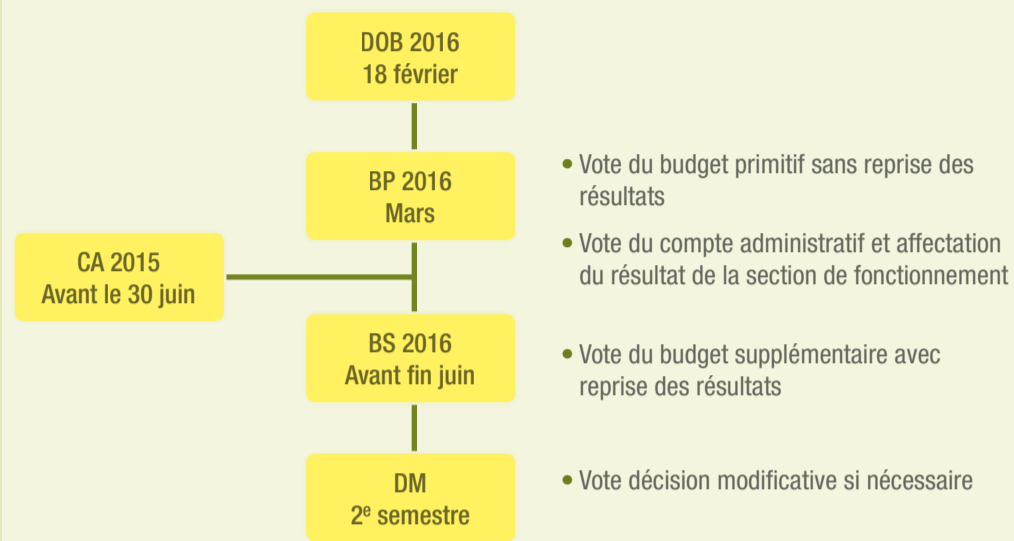 DOB 2016
18 février
BP 2016
Mars
• Vote du budget primitif sans reprise des
résultats
• Vote du compte administratif et affectation
du résultat de la section de fonctionnement
CA 2015
Avant le 30 juin
BS 2016
Avant fin juin
• Vote du budget supplémentaire avec
reprise des résultats
DM
2e semestre
• Vote décision modificative si nécessaire